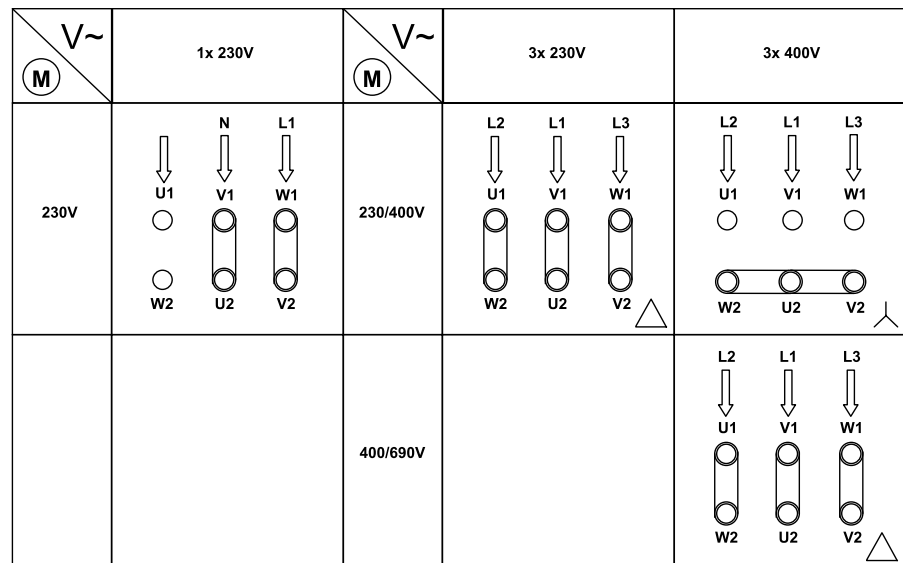 V~ 1x 230V V~ 3x 230V 3x 400V
M M
N L1 L2 L1 L3 L2 L1 L3
U1 V1 W1 U1 V1 W1 U1 V1 W1
230V 230/400V
W2 U2 V2 W2 U2 V2 W2 U2 V2
L2 L1 L3
U1 V1 W1
400/690V
W2 U2 V2